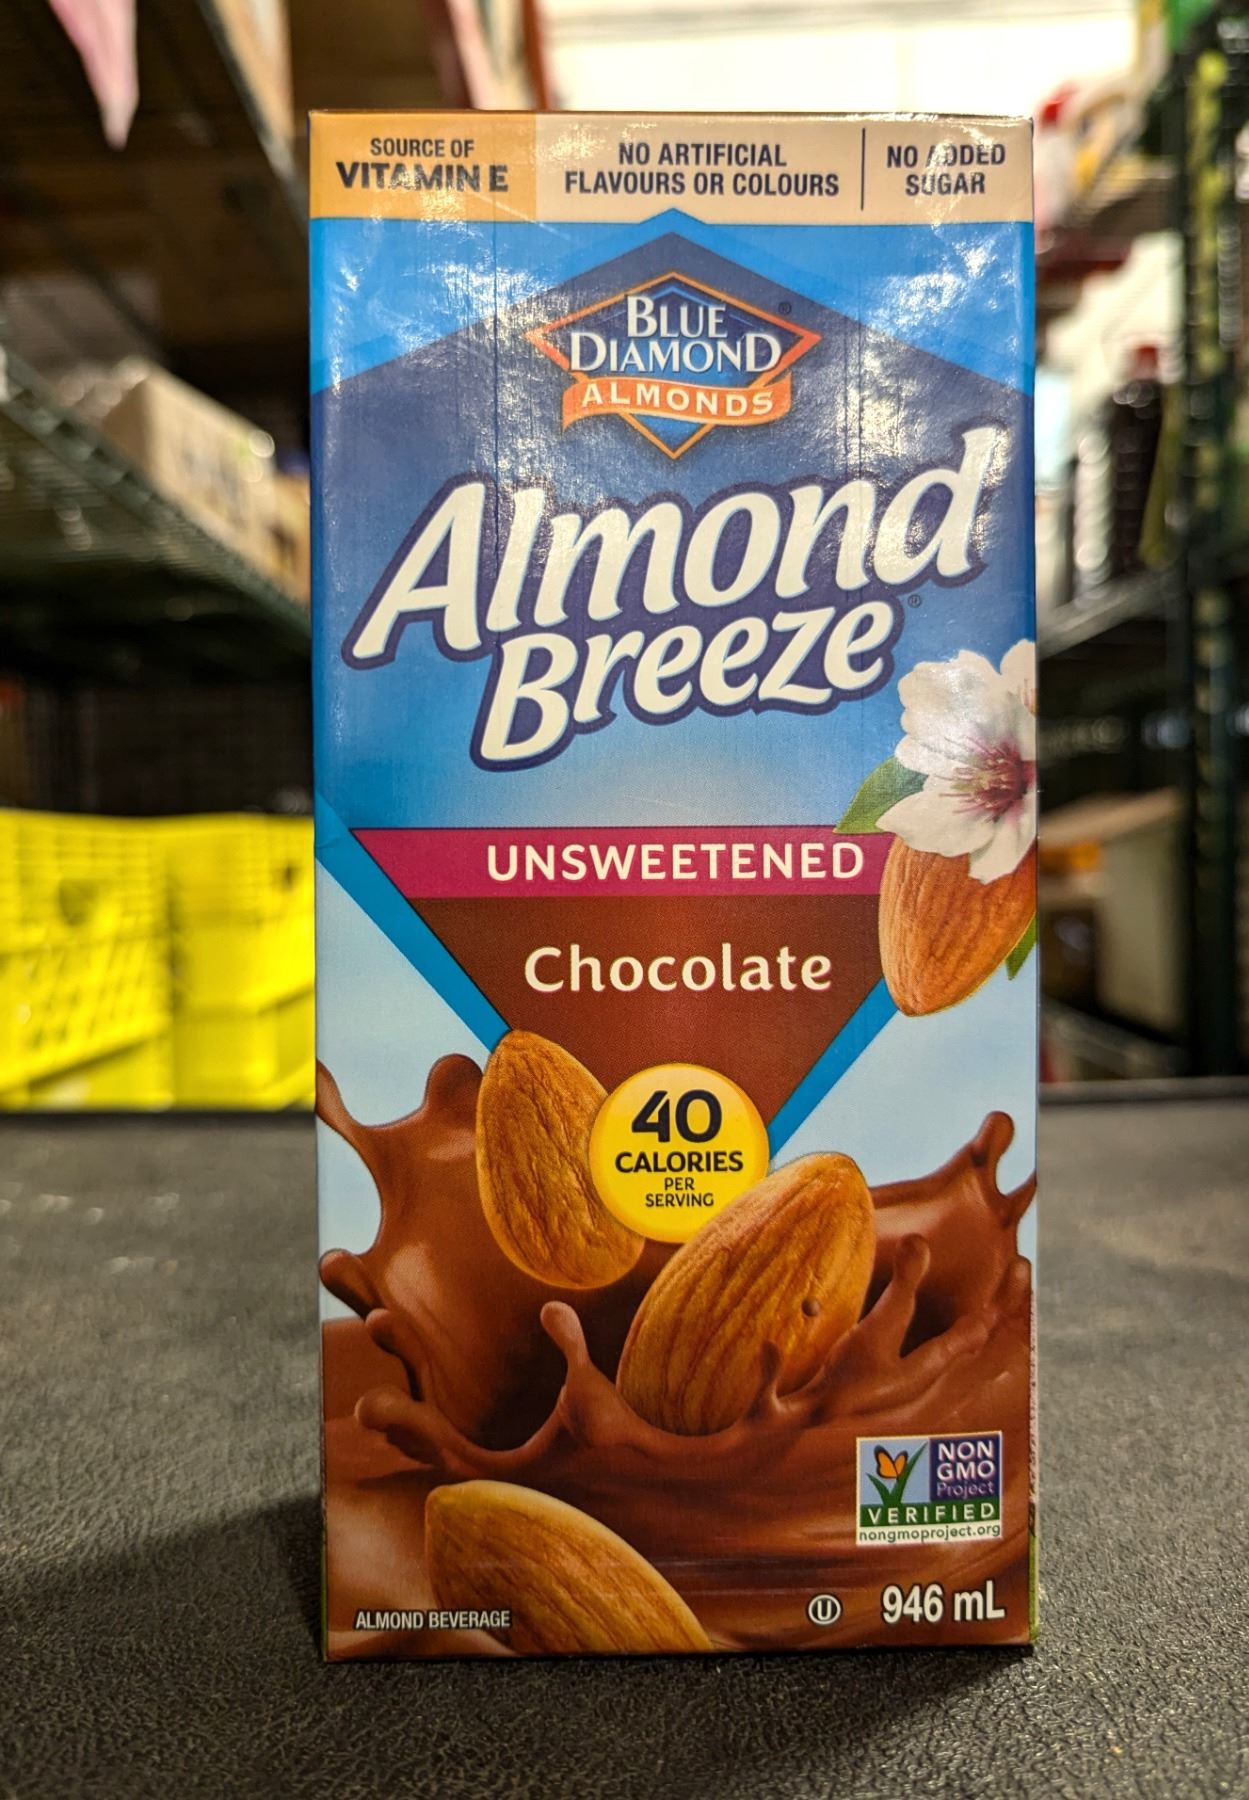 SOURCE OF
VITAMIN E
NO ARTIFICIAL
FLAVOURS OR COLOURS
NO ADDED
SUGAR
BLUE
DIAMOND®
ALMONDS
Almond
Breeze®
UNSWEETENED
Chocolate
40
CALORIES
PER
SERVING
NON
GMO
Project
VERIFIED
nongmoproject.org
ALMOND BEVERAGE
U
946 mL